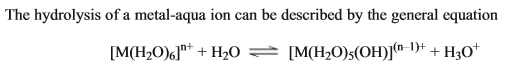 The hydrolysis of a metal-aqua ion can be described by the general equation
[M(H₂O)₆]ⁿ⁺ + H₂O ⇌ [M(H₂O)₅(OH)]⁽ⁿ⁻¹⁾⁺ + H₃O⁺